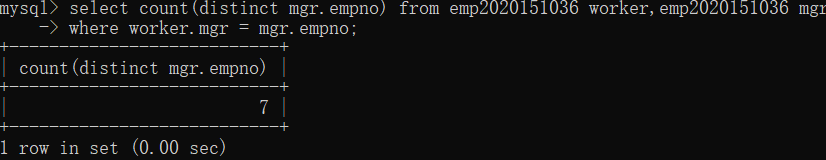 mysql> select count(distinct mgr.empno) from emp2020151036 worker,emp2020151036 mgr
-> where worker.mgr = mgr.empno;
+---------------------------+
| count(distinct mgr.empno) |
+---------------------------+
| 7 |
+---------------------------+
1 row in set (0.00 sec)